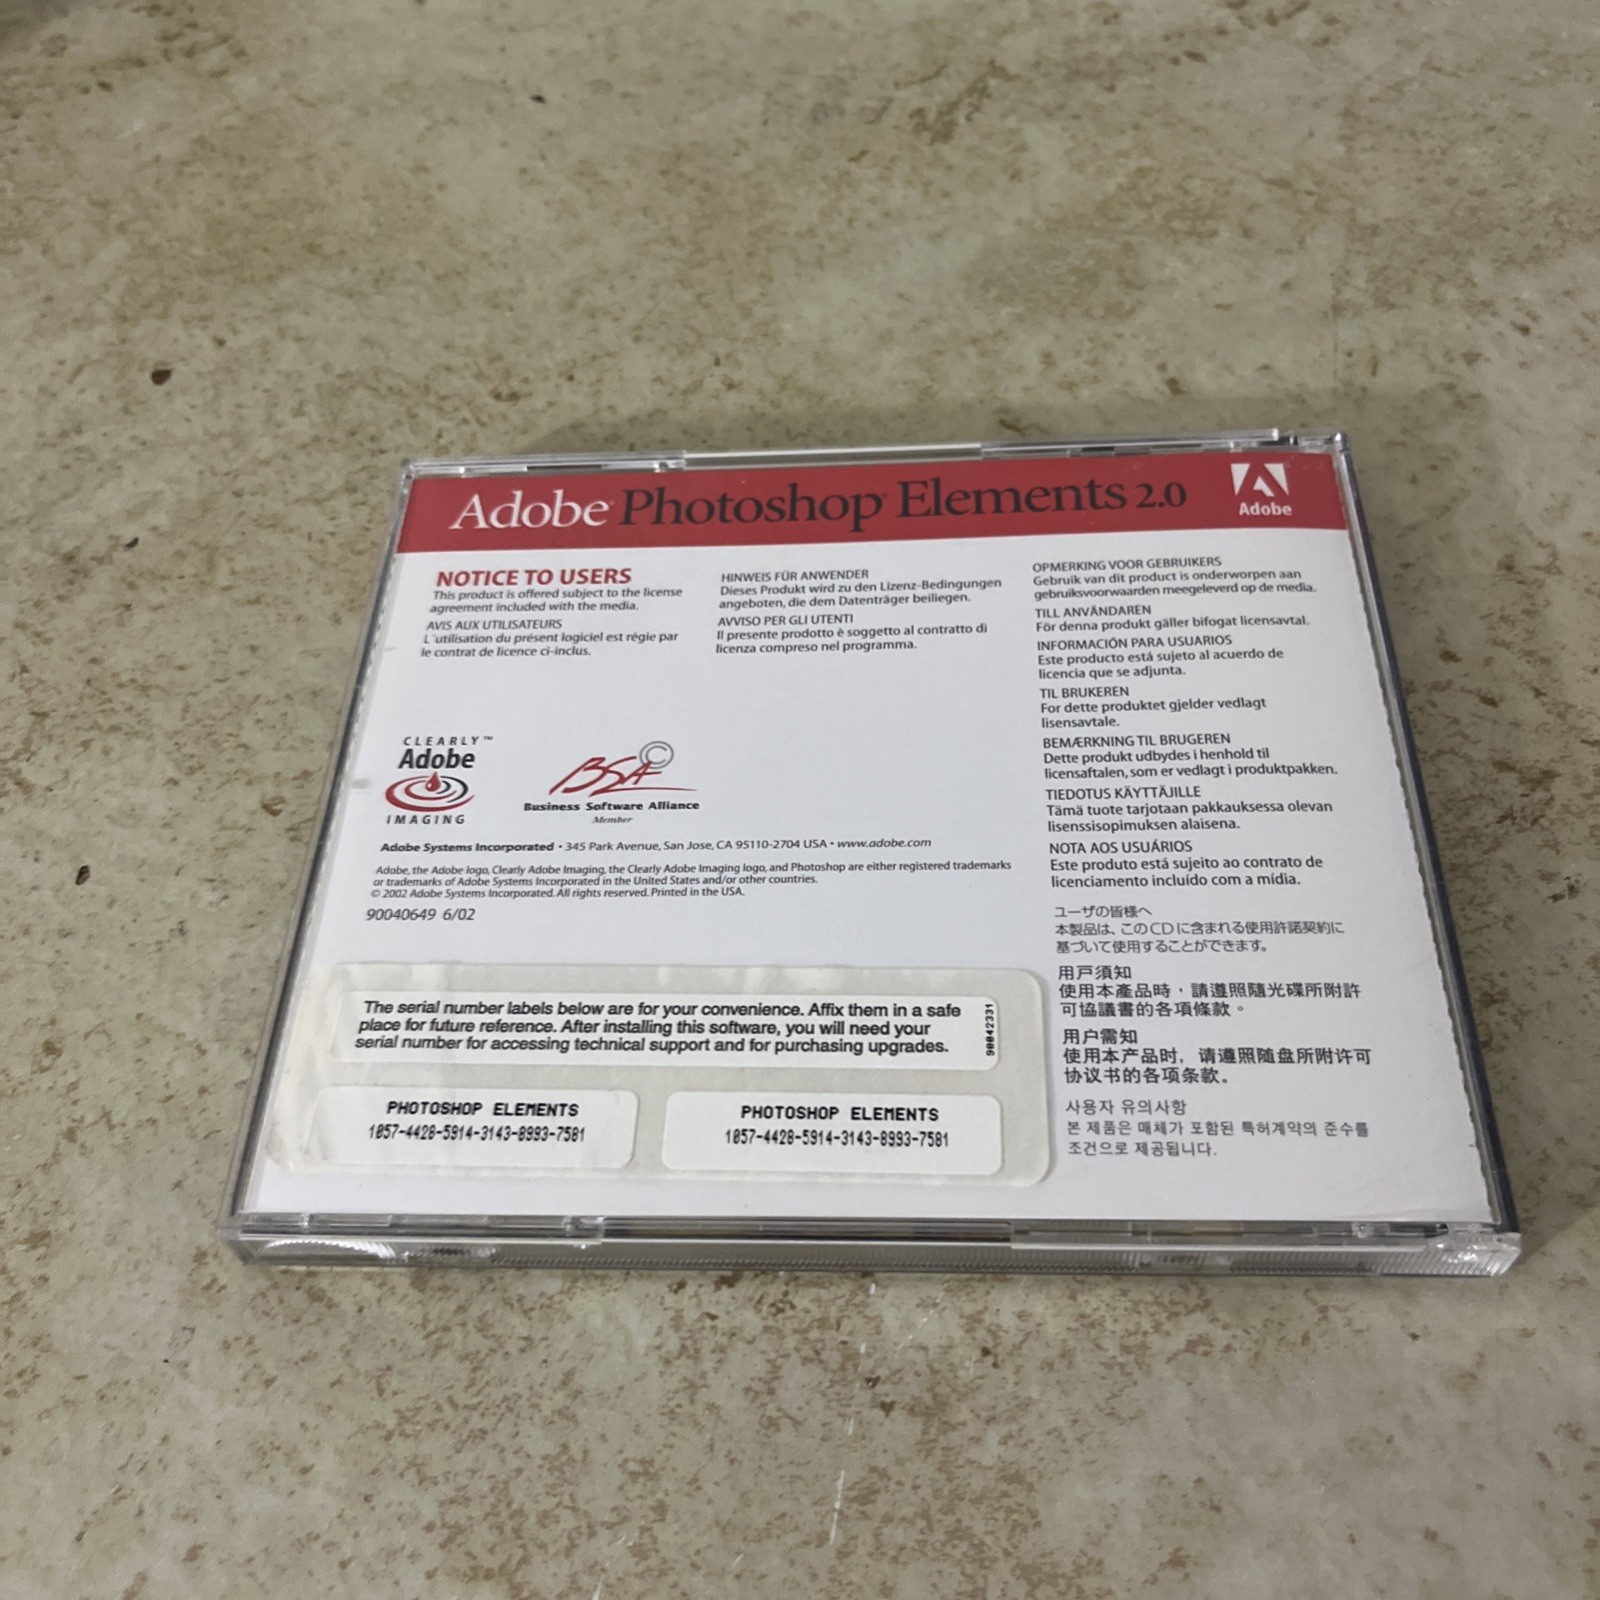 Adobe Photoshop Elements 2.0
Adobe
NOTICE TO USERS
This product is offered subject to the license
agreement included with the media.
AVIS AUX UTILISATEURS
L'utilisation du présent logiciel est régie par
le contrat de licence ci-inclus.
HINWEIS FÜR ANWENDER
Dieses Produkt wird zu den Lizenz-Bedingungen
angeboten, die dem Datenträger beiliegen.
AVVISO PER GLI UTENTI
Il presente prodotto è soggetto al contratto di
licenza compreso nel programma.
OPMERKING VOOR GEBRUIKERS
Gebruik van dit product is onderworpen aan
gebruiksvoorwaarden meegeleverd op de media.
TILL ANVÄNDAREN
För denna produkt gäller bifogat licensavtal.
INFORMACIÓN PARA USUARIOS
Este producto está sujeto al acuerdo de
licencia que se adjunta.
TIL BRUKEREN
For dette produktet gjelder vedlagt
lisensavtale.
BEMÆRKNING TIL BRUGEREN
Dette produkt udbydes i henhold til
licensaftalen, som er vedlagt i produktpakken.
TIEDOTUS KÄYTTÄJILLE
Tämä tuote tarjotaan pakkauksessa olevan
lisenssisopimuksen alaisena.
NOTA AOS USUÁRIOS
Este produto está sujeito ao contrato de
licenciamento incluído com a mídia.
ユーザの皆様へ
本製品は、このCDに含まれる使用許諾契約に
基づいて使用することができます。
用戶須知
使用本產品時，請遵照隨光碟所附許
可協議書的各項條款。
用户需知
使用本产品时，请遵照随盘所附许可
协议书的各项条款。
사용자 유의사항
본 제품은 매체가 포함된 특허계약의 준수를
조건으로 제공됩니다.
CLEARLY™
Adobe
IMAGING
BSA ©
Business Software Alliance
Member
Adobe Systems Incorporated • 345 Park Avenue, San Jose, CA 95110-2704 USA • www.adobe.com
Adobe, the Adobe logo, Clearly Adobe Imaging, the Clearly Adobe Imaging logo, and Photoshop are either registered trademarks
or trademarks of Adobe Systems Incorporated in the United States and/or other countries.
© 2002 Adobe Systems Incorporated. All rights reserved. Printed in the USA.
90040649 6/02
The serial number labels below are for your convenience. Affix them in a safe
place for future reference. After installing this software, you will need your
serial number for accessing technical support and for purchasing upgrades.
90042331
PHOTOSHOP ELEMENTS
1057-4428-5914-3143-8993-7581
PHOTOSHOP ELEMENTS
1057-4428-5914-3143-8993-7581